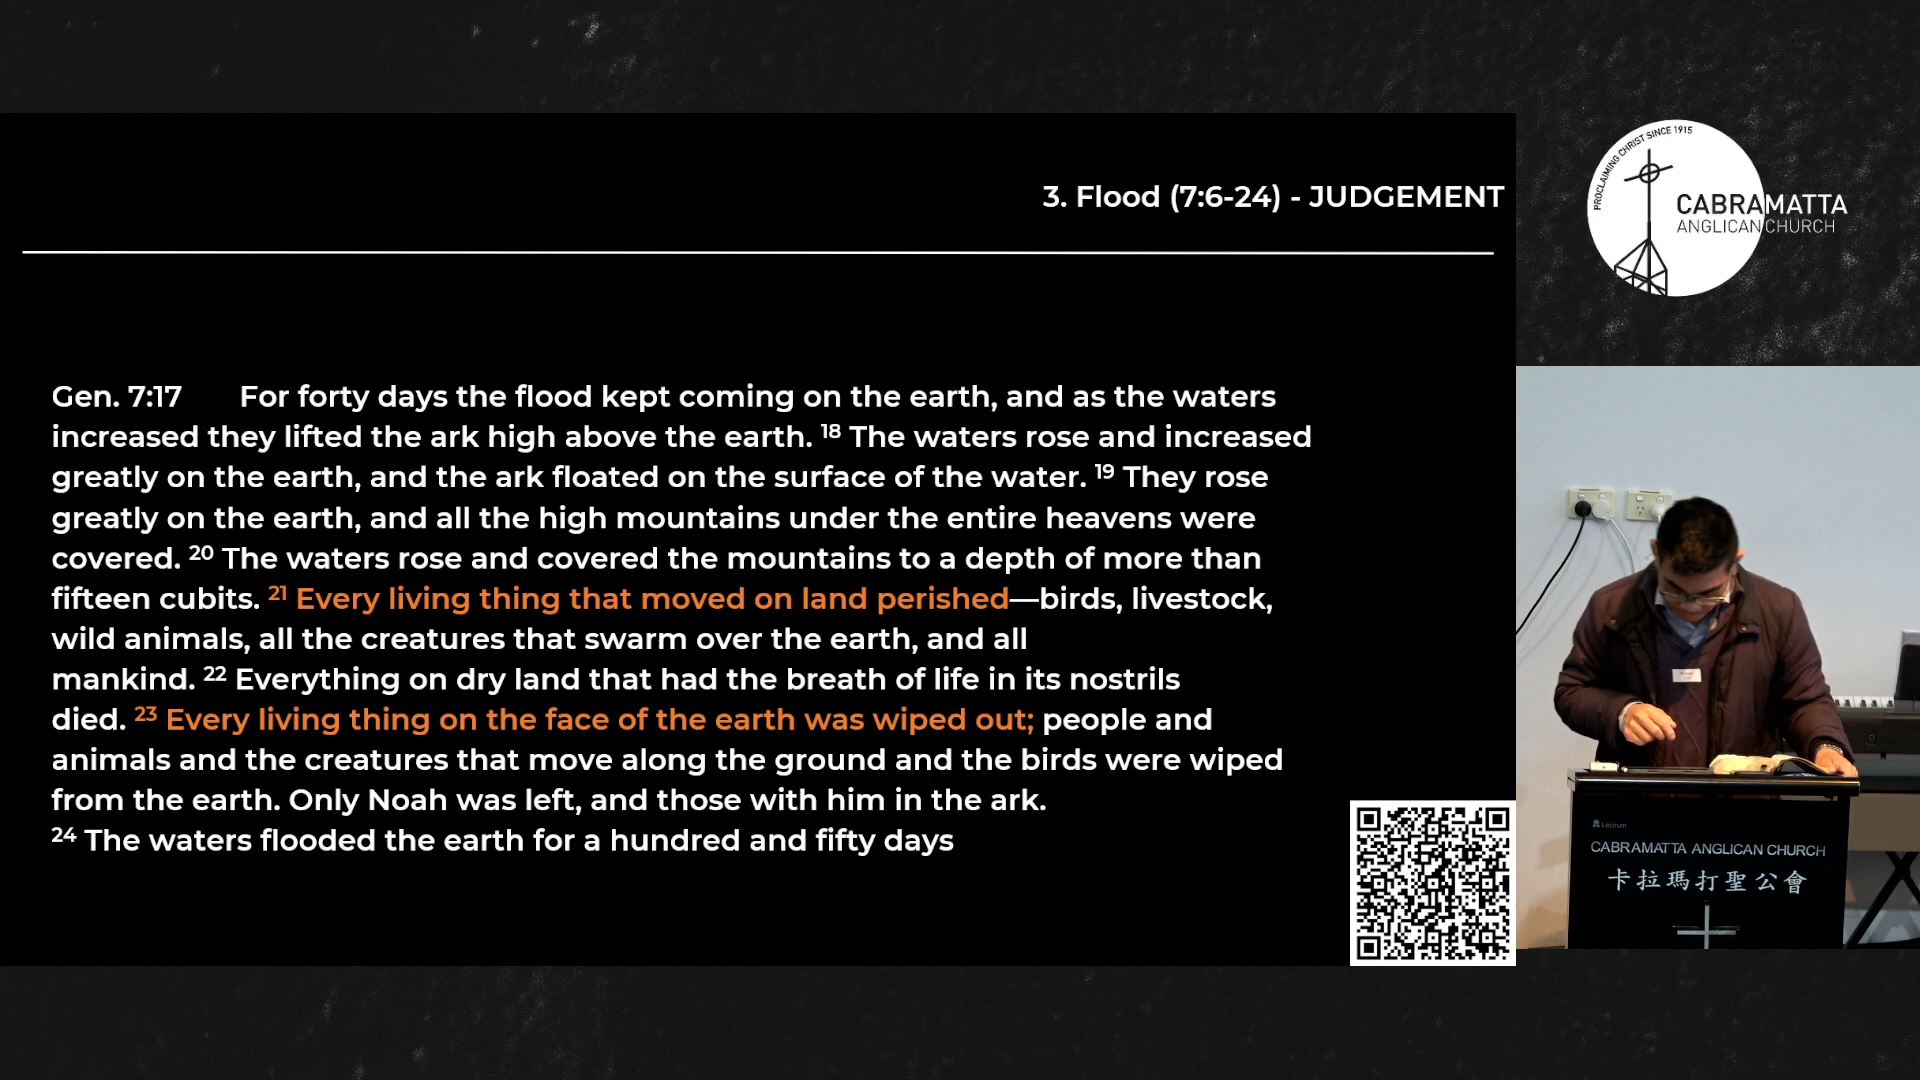 3. Flood (7:6-24) - JUDGEMENT
Gen. 7:17 For forty days the flood kept coming on the earth, and as the waters
increased they lifted the ark high above the earth. 18 The waters rose and increased
greatly on the earth, and the ark floated on the surface of the water. 19 They rose
greatly on the earth, and all the high mountains under the entire heavens were
covered. 20 The waters rose and covered the mountains to a depth of more than
fifteen cubits. 21 Every living thing that moved on land perished—birds, livestock,
wild animals, all the creatures that swarm over the earth, and all
mankind. 22 Everything on dry land that had the breath of life in its nostrils
died. 23 Every living thing on the face of the earth was wiped out; people and
animals and the creatures that move along the ground and the birds were wiped
from the earth. Only Noah was left, and those with him in the ark.
24 The waters flooded the earth for a hundred and fifty days
PROCLAIMING CHRIST SINCE 1915
CABRAMATTA
ANGLICAN CHURCH
Lectrum
CABRAMATTA ANGLICAN CHURCH
卡拉瑪打聖公會